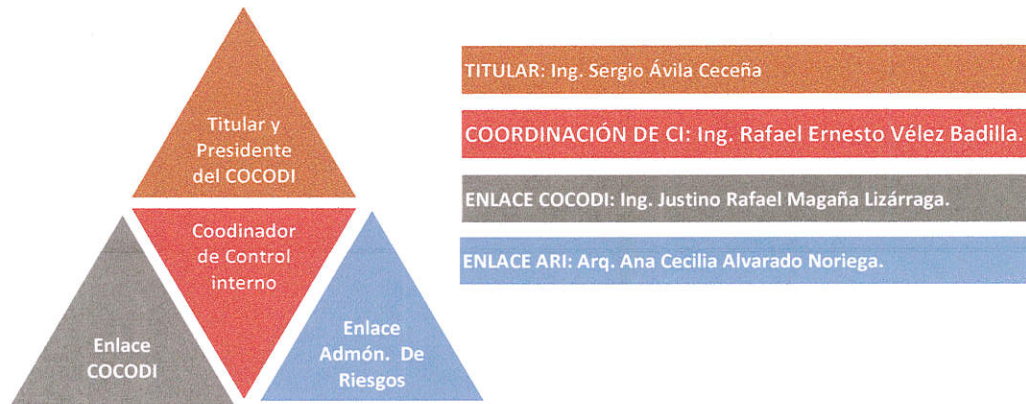 Titular y
Presidente
del COCODI
Coodinador
de Control
interno
Enlace
COCODI
Enlace
Admón. De
Riesgos
TITULAR: Ing. Sergio Ávila Ceceña
COORDINACIÓN DE CI: Ing. Rafael Ernesto Vélez Badilla.
ENLACE COCODI: Ing. Justino Rafael Magaña Lizárraga.
ENLACE ARI: Arq. Ana Cecilia Alvarado Noriega.